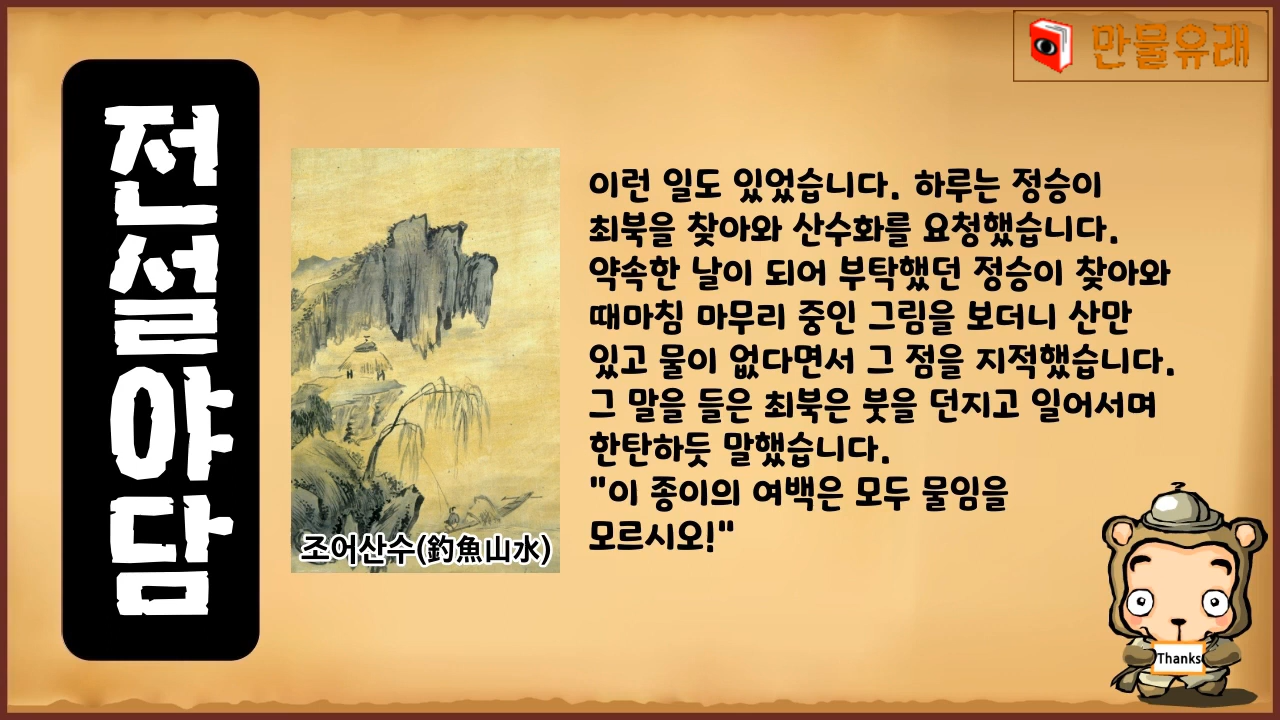 만물유래
전설야담
이런 일도 있었습니다. 하루는 정승이
최북을 찾아와 산수화를 요청했습니다.
약속한 날이 되어 부탁했던 정승이 찾아와
때마침 마무리 중인 그림을 보더니 산만
있고 물이 없다면서 그 점을 지적했습니다.
그 말을 들은 최북은 붓을 던지고 일어서며
한탄하듯 말했습니다.
"이 종이의 여백은 모두 물임을
모르시오!"
조어산수(釣魚山水)
Thanks